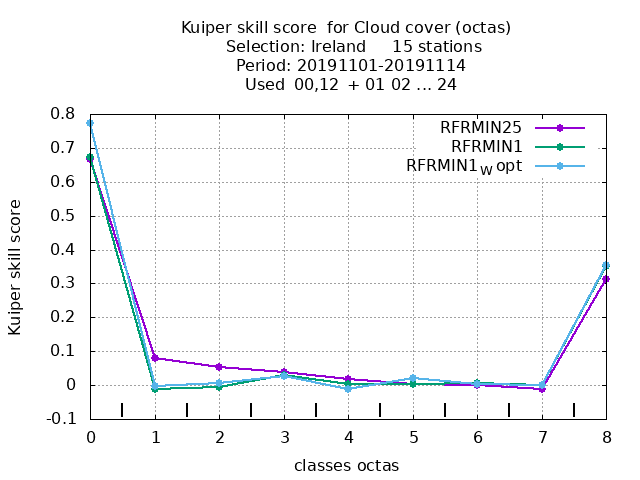 Kuiper skill score for Cloud cover (octas)
Selection: Ireland 15 stations
Period: 20191101-20191114
Used 00,12 + 01 02 ... 24
RFRMIN25
RFRMIN1
RFRMIN1W opt
Kuiper skill score
0.8
0.7
0.6
0.5
0.4
0.3
0.2
0.1
0
-0.1
0 1 2 3 4 5 6 7 8
classes octas